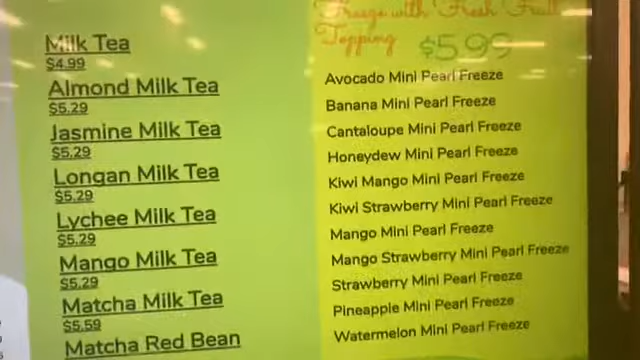 Milk Tea
$4.99
Almond Milk Tea
$5.29
Jasmine Milk Tea
$5.29
Longan Milk Tea
$5.29
Lychee Milk Tea
$5.29
Mango Milk Tea
$5.29
Matcha Milk Tea
$5.59
Matcha Red Bean
Freeze with Fresh Fruit
Topping $5.99
Avocado Mini Pearl Freeze
Banana Mini Pearl Freeze
Cantaloupe Mini Pearl Freeze
Honeydew Mini Pearl Freeze
Kiwi Mango Mini Pearl Freeze
Kiwi Strawberry Mini Pearl Freeze
Mango Mini Pearl Freeze
Mango Strawberry Mini Pearl Freeze
Strawberry Mini Pearl Freeze
Pineapple Mini Pearl Freeze
Watermelon Mini Pearl Freeze